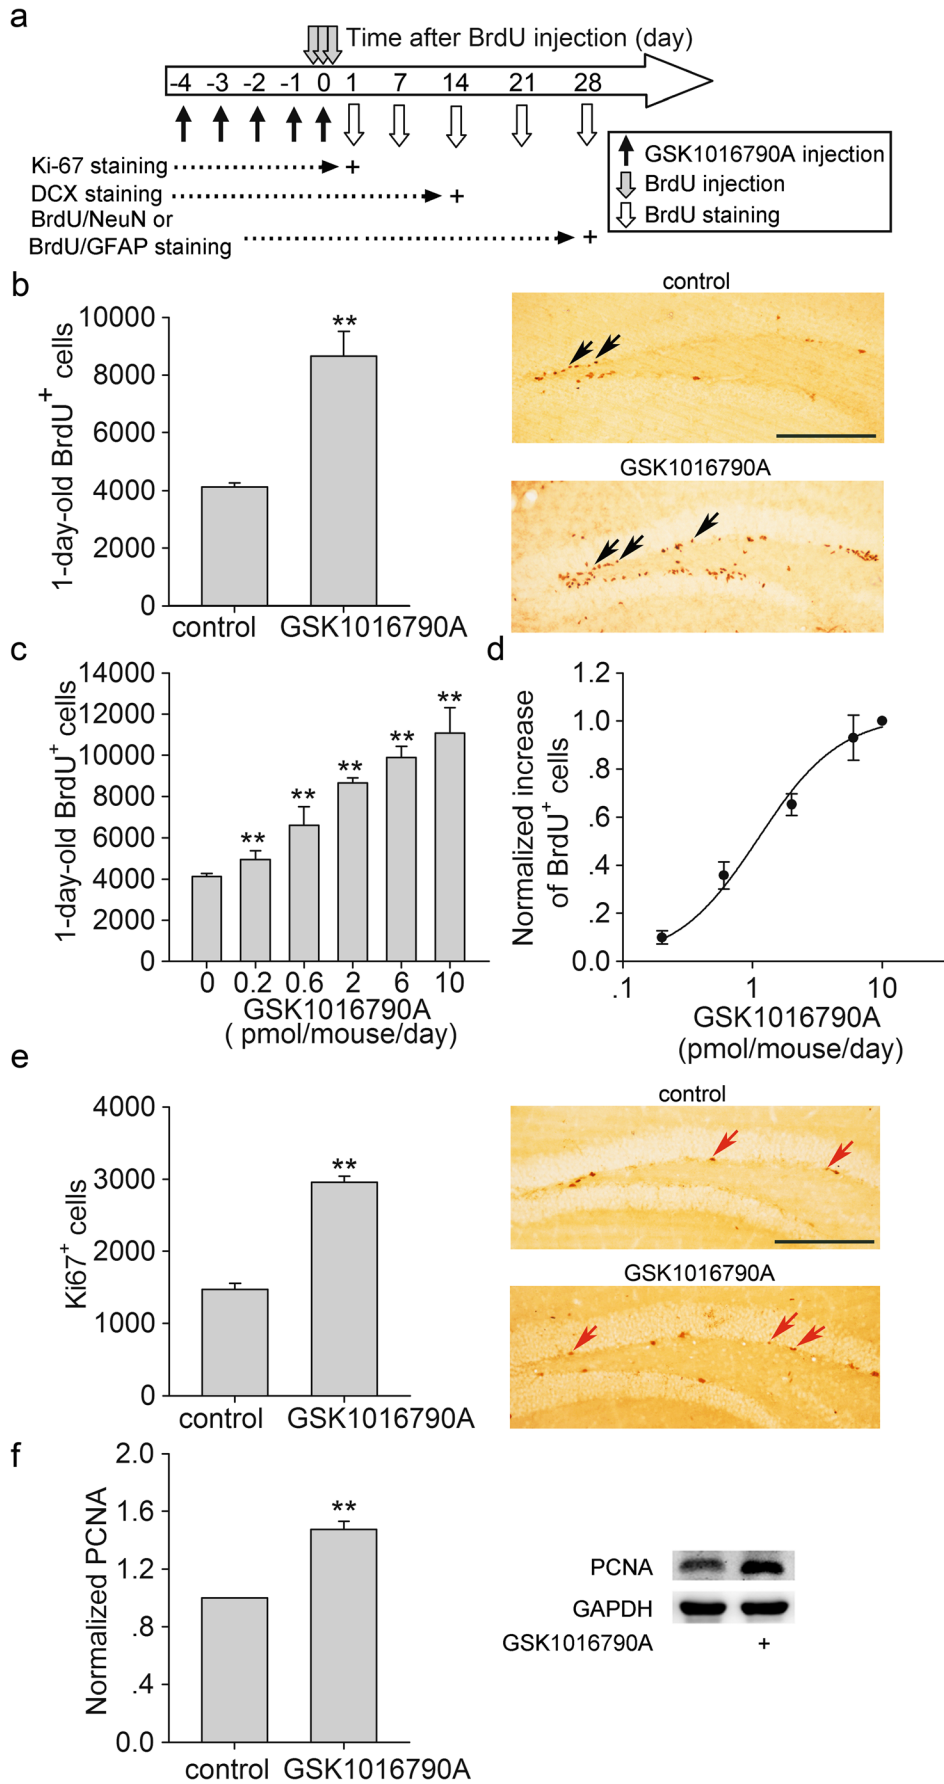 a
Time after BrdU injection (day)
-4 -3 -2 -1 0 1 7 14 21 28
Ki-67 staining +
DCX staining +
BrdU/NeuN or
BrdU/GFAP staining +
GSK1016790A injection
BrdU injection
BrdU staining
b
1-day-old BrdU+ cells
10000
8000
6000
4000
2000
0
**
control GSK1016790A
control
GSK1016790A
c
1-day-old BrdU+ cells
14000
12000
10000
8000
6000
4000
2000
0
** ** ** ** **
0 0.2 0.6 2 6 10
GSK1016790A
( pmol/mouse/day)
d
Normalized increase
of BrdU+ cells
1.2
1.0
.8
.6
.4
.2
0.0
.1 1 10
GSK1016790A
(pmol/mouse/day)
e
Ki67+ cells
4000
3000
2000
1000
0
**
control GSK1016790A
control
GSK1016790A
f
Normalized PCNA
2.0
1.6
1.2
.8
.4
0.0
**
control GSK1016790A
PCNA
GAPDH
GSK1016790A +